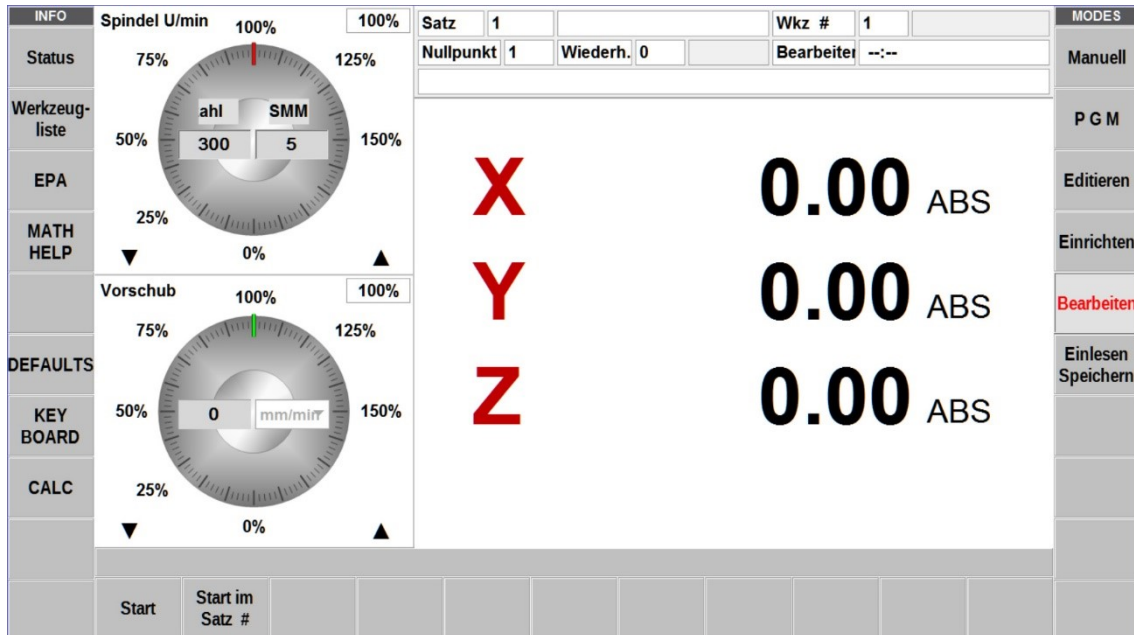 INFO
Status
Werkzeug-
liste
EPA
MATH
HELP
DEFAULTS
KEY
BOARD
CALC
Spindel U/min
100%
100%
75%
125%
ahl
SMM
50%
300
5
150%
25%
▼
0%
▲
Vorschub
100%
100%
75%
125%
50%
0
mm/min
150%
25%
▼
0%
▲
Satz 1
Wkz # 1
Nullpunkt 1
Wiederh. 0
Bearbeiter --:--
X 0.00 ABS
Y 0.00 ABS
Z 0.00 ABS
MODES
Manuell
P G M
Editieren
Einrichten
Bearbeiten
Einlesen
Speichern
Start
Start im
Satz #